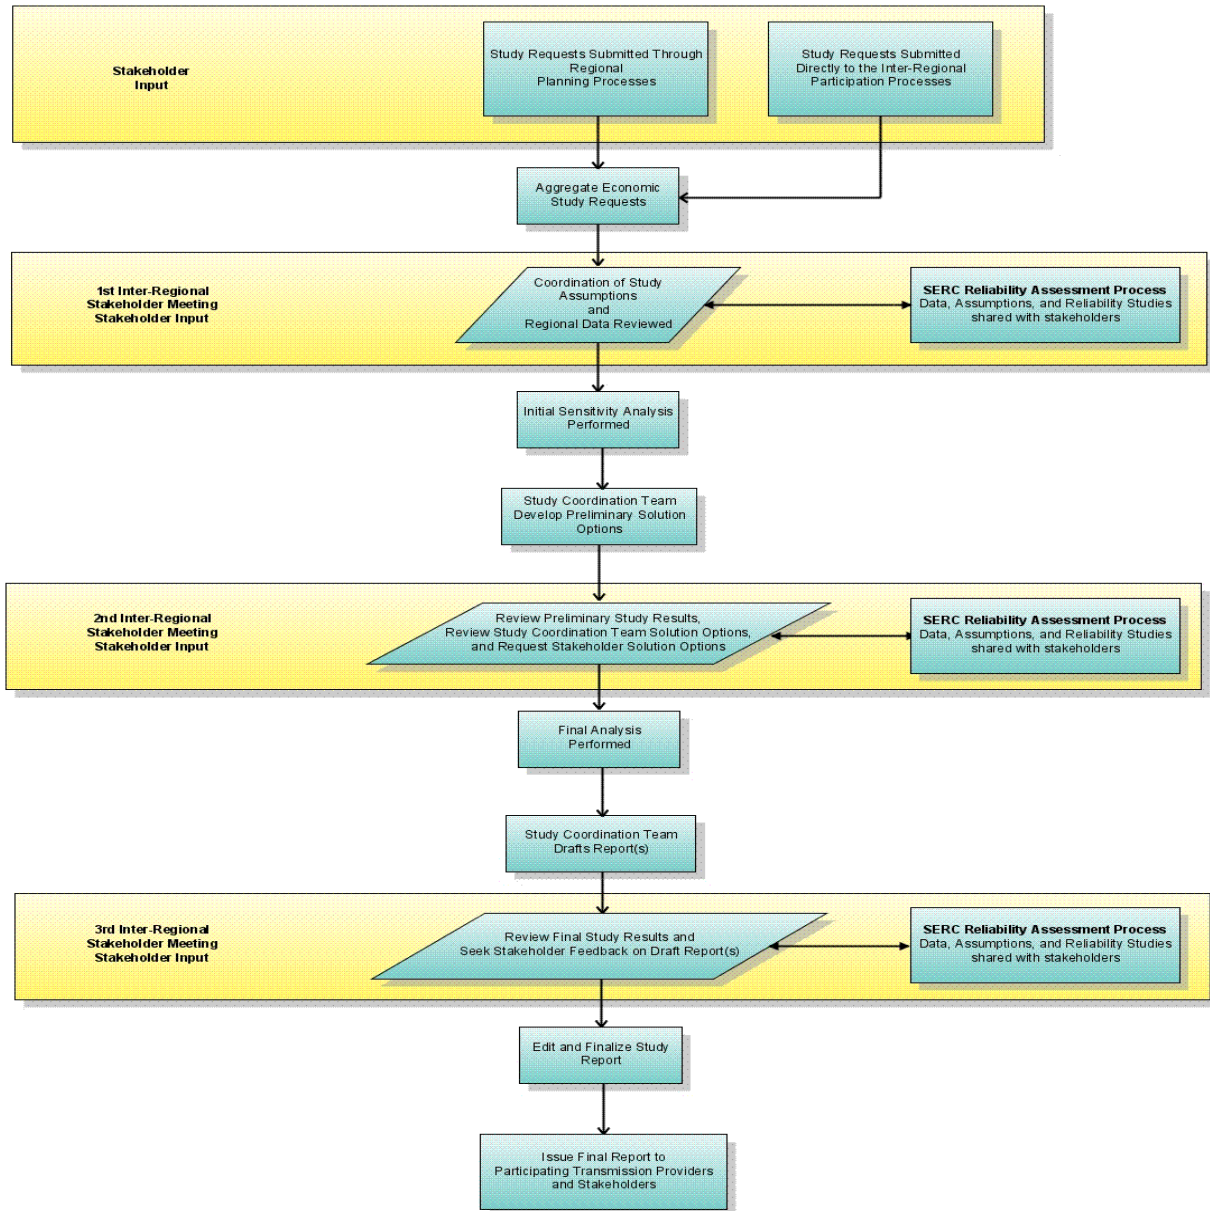 Stakeholder
Input
Study Requests Submitted Through
Regional
Planning Processes
Study Requests Submitted
Directly to the Inter-Regional
Participation Processes
Aggregate Economic
Study Requests
1st Inter-Regional
Stakeholder Meeting
Stakeholder Input
Coordination of Study
Assumptions
and
Regional Data Reviewed
SERC Reliability Assessment Process
Data, Assumptions, and Reliability Studies
shared with stakeholders
Initial Sensitivity Analysis
Performed
Study Coordination Team
Develop Preliminary Solution
Options
2nd Inter-Regional
Stakeholder Meeting
Stakeholder Input
Review Preliminary Study Results,
Review Study Coordination Team Solution Options,
and Request Stakeholder Solution Options
SERC Reliability Assessment Process
Data, Assumptions, and Reliability Studies
shared with stakeholders
Final Analysis
Performed
Study Coordination Team
Drafts Report(s)
3rd Inter-Regional
Stakeholder Meeting
Stakeholder Input
Review Final Study Results and
Seek Stakeholder Feedback on Draft Report(s)
SERC Reliability Assessment Process
Data, Assumptions, and Reliability Studies
shared with stakeholders
Edit and Finalize Study
Report
Issue Final Report to
Participating Transmission Providers
and Stakeholders